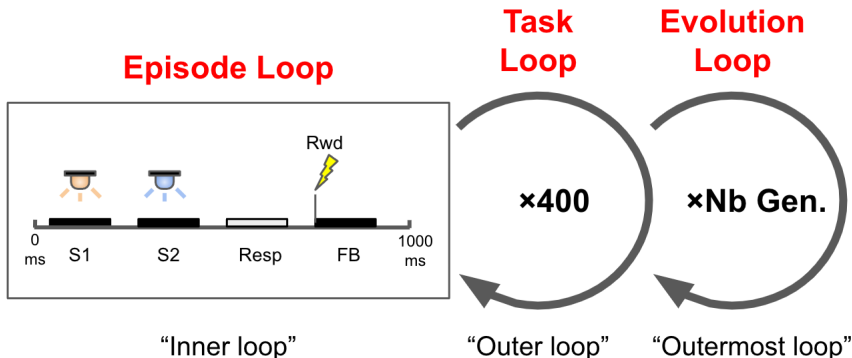 Episode Loop
Task
Loop
Evolution
Loop
Rwd
0
ms
S1
S2
Resp
FB
1000
ms
×400
×Nb Gen.
“Inner loop”
“Outer loop”
“Outermost loop”